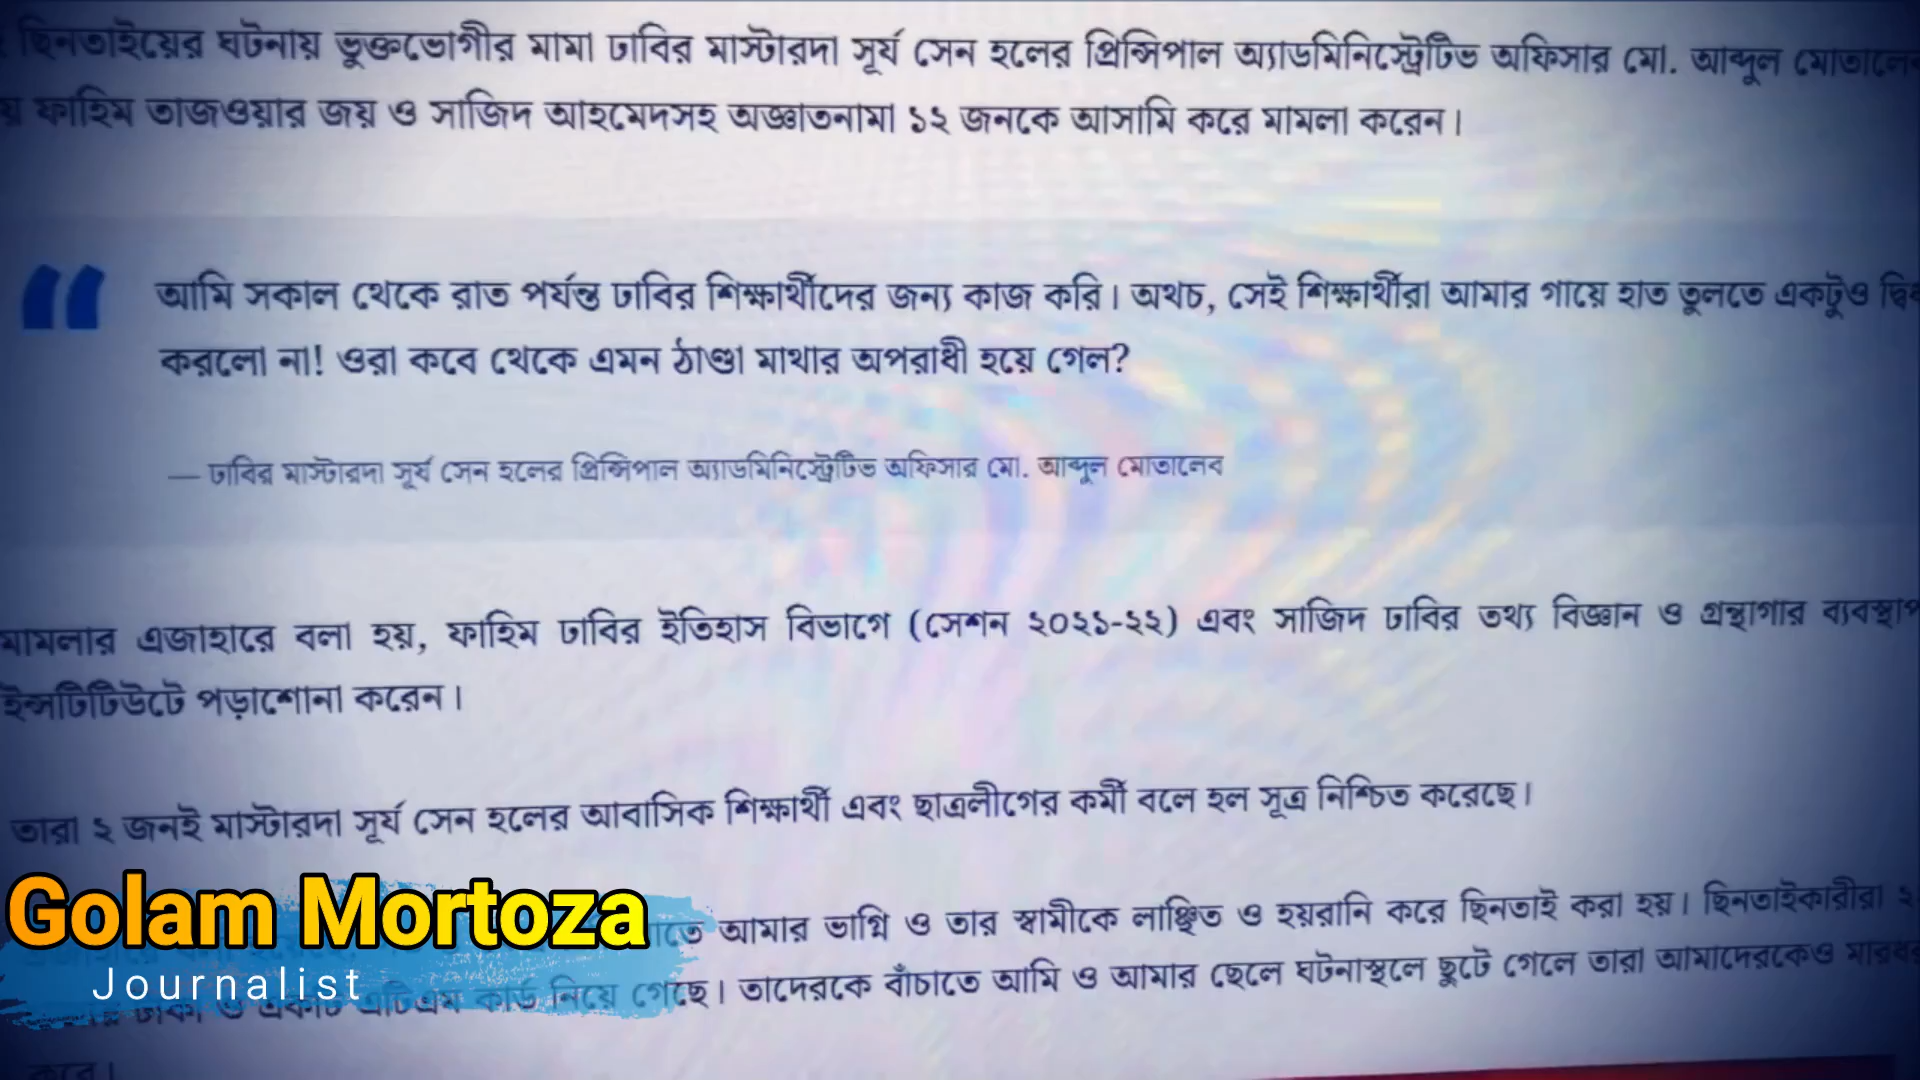 ছিনতাইয়ের ঘটনায় ভুক্তভোগীর মামা ঢাবির মাস্টারদা সূর্য সেন হলের প্রিন্সিপাল অ্যাডমিনিস্ট্রেটিভ অফিসার মো. আব্দুল
ফাহিম তাজওয়ার জয় ও সাজিদ আহমেদসহ অজ্ঞাতনামা ১২ জনকে আসামি করে মামলা করেন।
আমি সকাল থেকে রাত পর্যন্ত ঢাবির শিক্ষার্থীদের জন্য কাজ করি। অথচ, সেই শিক্ষার্থীরা আমার গায়ে হাত তুলতে একটুও
করলো না! ওরা কবে থেকে এমন ঠাণ্ডা মাথার অপরাধী হয়ে গেল?
— ঢাবির মাস্টারদা সূর্য সেন হলের প্রিন্সিপাল অ্যাডমিনিস্ট্রেটিভ অফিসার মো. আব্দুল মোতালেব
মামলার এজাহারে বলা হয়, ফাহিম ঢাবির ইতিহাস বিভাগে (সেশন ২০২১-২২) এবং সাজিদ ঢাবির তথ্য বিজ্ঞান ও গ্রন্থাগার
ইন্সটিটিউটে পড়াশোনা করেন।
তারা ২ জনই মাস্টারদা সূর্য সেন হলের আবাসিক শিক্ষার্থী এবং ছাত্রলীগের কর্মী বলে হল সূত্র নিশ্চিত করেছে।
আমার ভাগ্নি ও তার স্বামীকে লাঞ্ছিত ও হয়রানি করে ছিনতাই করা হয়। ছিনতাইকারীরা
ও একটি এটিএম কার্ড নিয়ে গেছে। তাদেরকে বাঁচাতে আমি ও আমার ছেলে ঘটনাস্থলে ছুটে গেলে তারা আমাদেরকেও
করে।
Golam Mortoza
Journalist